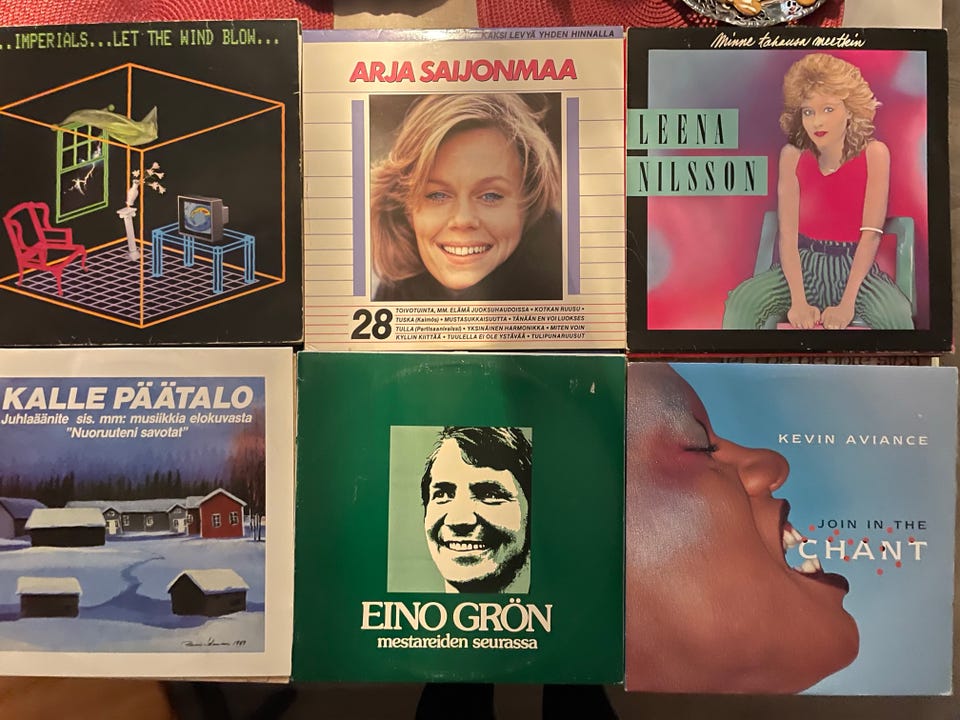 ..IMPERIALS...LET THE WIND BLOW...
KAKSI LEVYÄ YHDEN HINNALLA
ARJA SAIJONMAA
28
TOIVOTUINTA, MM. ELÄMÄ JUOKSUHAUDOISSA • KOTKAN RUUSU •
TUSKA (Kaimós) • MUSTASUKKAISUUTTA • TÄNÄÄN EN VOI LUOKSES
TULLA (Partisaanivalssi) • YKSINÄINEN HARMONIKKA • MITEN VOIN
KYLLIN KIITTÄÄ • TUULELLA EI OLE YSTÄVÄÄ • TULIPUNARUUSUT
Minne tahansa meetkin
LEENA
NILSSON
KALLE PÄÄTALO
Juhlaäänite sis. mm: musiikkia elokuvasta
"Nuoruuteni savotat"
1989
EINO GRÖN
mestareiden seurassa
KEVIN AVIANCE
JOIN IN THE
CHANT